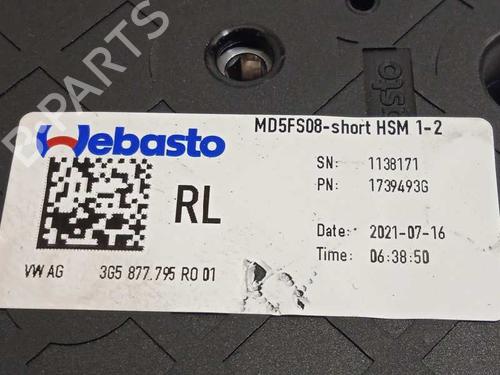 B-PARTS
Webasto
MD5FS08-short HSM 1-2
SN: 1138171
PN: 1739493G
RL
Date: 2021-07-16
Time: 06:38:50
VW AG 3G5 877.795 RO 01